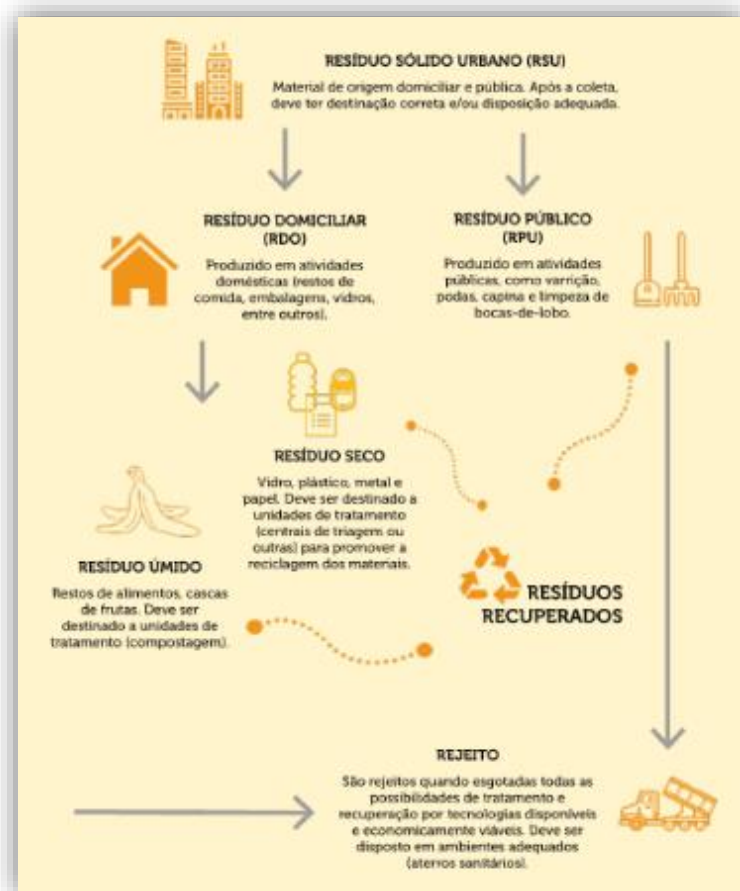 RESÍDUO SÓLIDO URBANO (RSU)
Material de origem domiciliar e pública. Após a coleta,
deve ter destinação correta e/ou disposição adequada.
RESÍDUO DOMICILIAR
(RDO)
Produzido em atividades
domésticas (restos de
comida, embalagens, vidros,
entre outros).
RESÍDUO PÚBLICO
(RPU)
Produzido em atividades
públicas, como varrição,
podas, capina e limpeza de
bocas-de-lobo.
RESÍDUO SECO
Vidro, plástico, metal e
papel. Deve ser destinado a
unidades de tratamento
(centrais de triagem ou
outras) para promover a
reciclagem dos materiais.
RESÍDUO ÚMIDO
Restos de alimentos, cascas
de frutas. Deve ser
destinado a unidades de
tratamento (compostagem).
RESÍDUOS
RECUPERADOS
REJEITO
São rejeitos quando esgotadas todas as
possibilidades de tratamento e
recuperação por tecnologias disponíveis
e economicamente viáveis. Deve ser
disposto em ambientes adequados
(aterros sanitários).